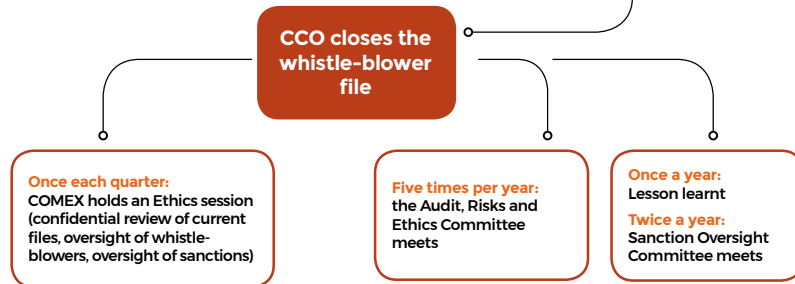 CCO closes the
whistle-blower
file
Once each quarter:
COMEX holds an Ethics session
(confidential review of current
files, oversight of whistle-
blowers, oversight of sanctions)
Five times per year:
the Audit, Risks and
Ethics Committee
meets
Once a year:
Lesson learnt
Twice a year:
Sanction Oversight
Committee meets